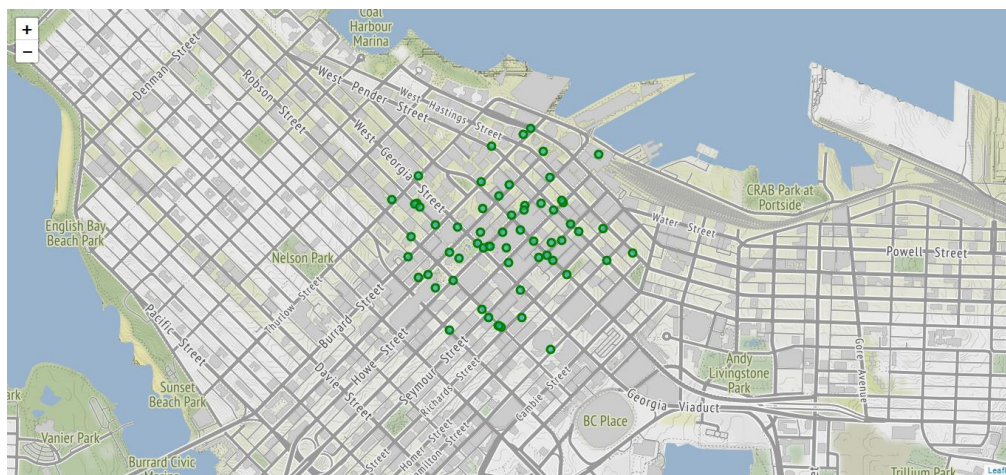 +
−
Coal
Harbour
Marina
Denman Street
Robson Street
West Pender Street
West Hastings Street
West Georgia Street
CRAB Park at
Portside
English Bay
Beach Park
Nelson Park
Water Street
Powell Street
Thurlow Street
Burrard Street
Pacific Street
Howe Street
Davie Street
Seymour Street
Richards Street
Cambie Street
Homer Street
Hamilton Street
Gore Avenue
Andy
Livingstone
Park
Georgia Viaduct
BC Place
Sunset
Beach Park
Vanier Park
Burrard Civic
Trillium Park